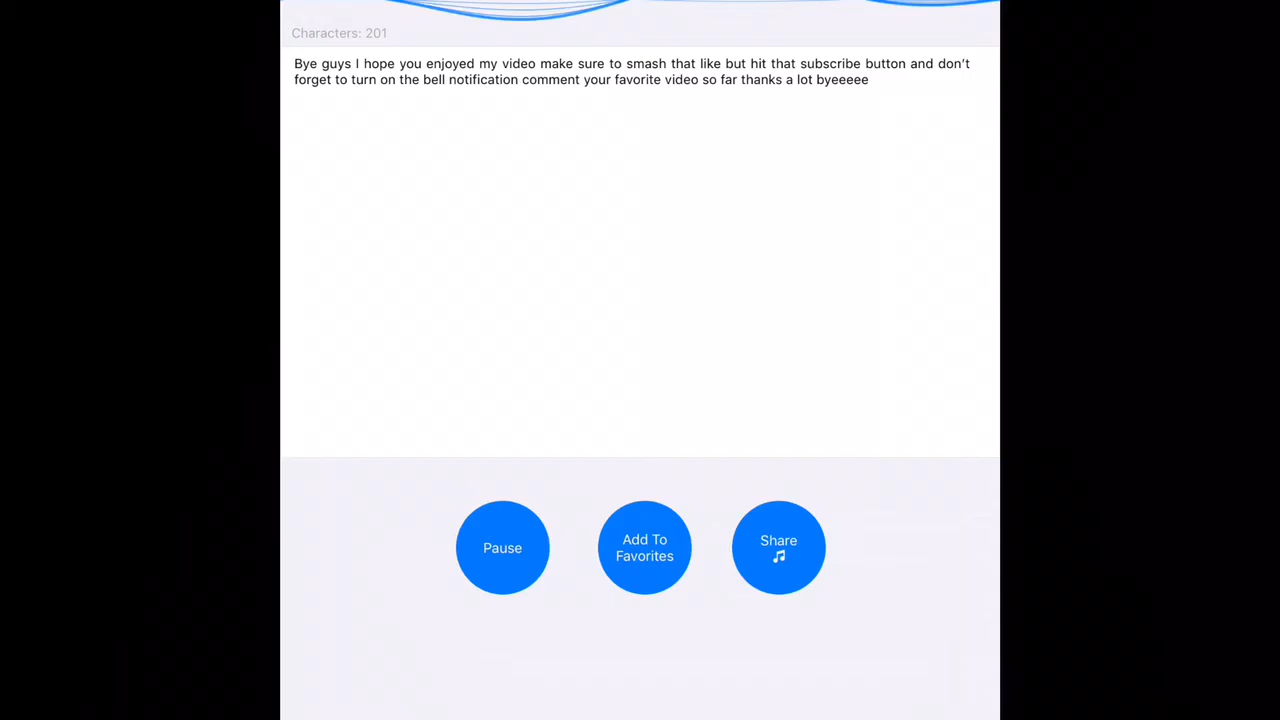 Characters: 201
Bye guys I hope you enjoyed my video make sure to smash that like but hit that subscribe button and don't
forget to turn on the bell notification comment your favorite video so far thanks a lot byeeeee
Pause
Add To
Favorites
Share